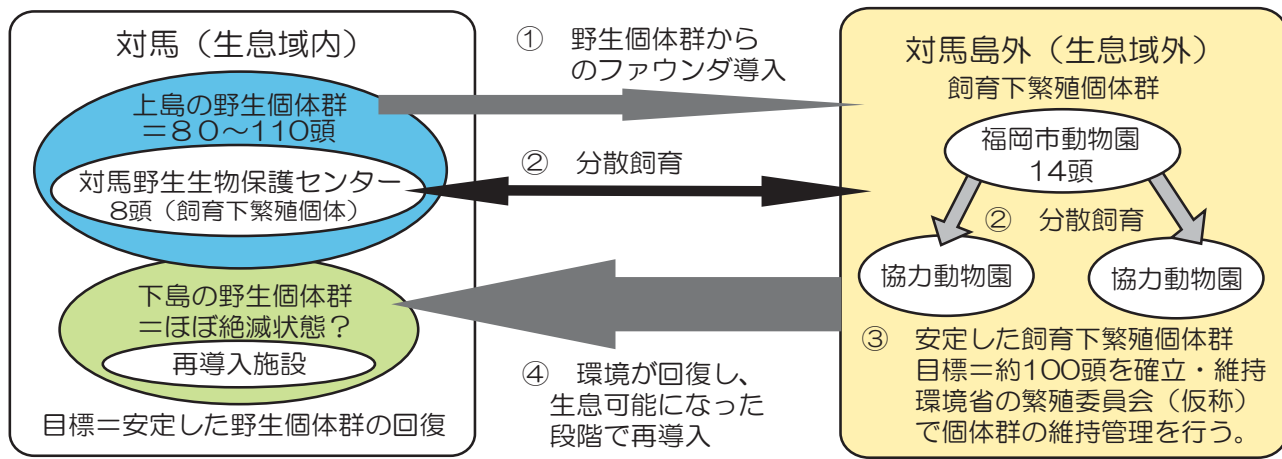 対馬（生息域内）
上島の野生個体群
＝８０〜110頭
対馬野生生物保護センター
8頭（飼育下繁殖個体）
下島の野生個体群
＝ほぼ絶滅状態？
再導入施設
目標＝安定した野生個体群の回復
① 野生個体群から
のファウンダ導入
② 分散飼育
④ 環境が回復し、
生息可能になった
段階で再導入
対馬島外（生息域外）
飼育下繁殖個体群
福岡市動物園
14頭
② 分散飼育
協力動物園
協力動物園
③ 安定した飼育下繁殖個体群
目標＝約100頭を確立・維持
環境省の繁殖委員会（仮称）
で個体群の維持管理を行う。